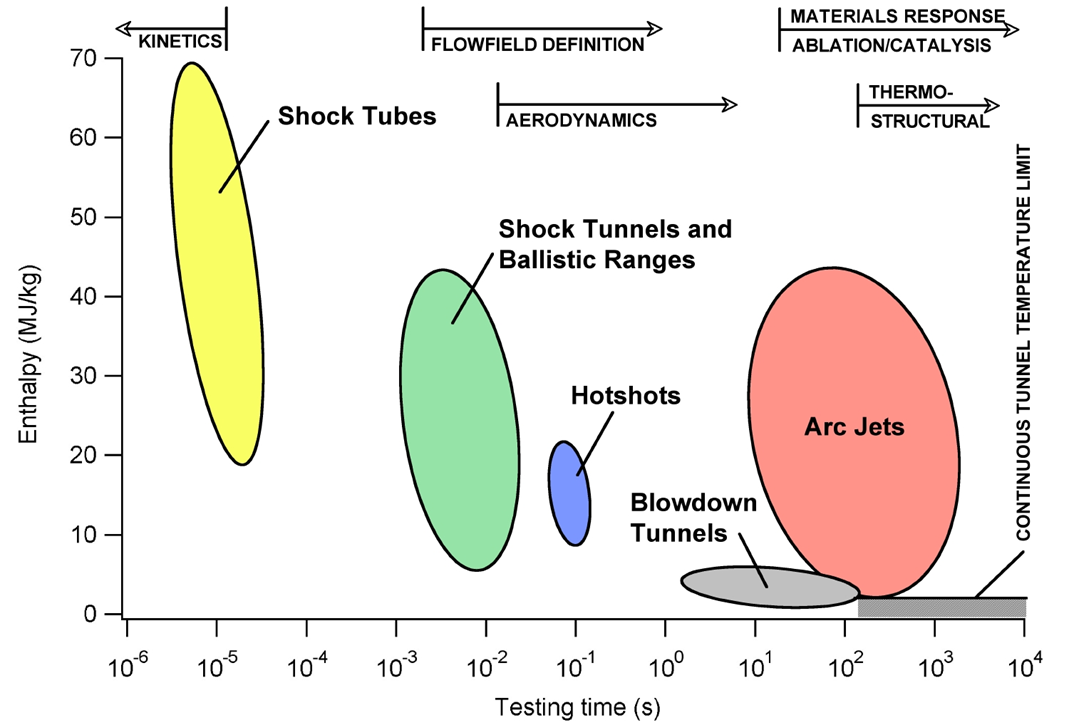 KINETICS
FLOWFIELD DEFINITION
MATERIALS RESPONSE
ABLATION/CATALYSIS
AERODYNAMICS
THERMO-
STRUCTURAL
Shock Tubes
Shock Tunnels and
Ballistic Ranges
Hotshots
Blowdown
Tunnels
Arc Jets
CONTINUOUS TUNNEL TEMPERATURE LIMIT
Enthalpy (MJ/kg)
70
60
50
40
30
20
10
0
10⁻⁶ 10⁻⁵ 10⁻⁴ 10⁻³ 10⁻² 10⁻¹ 10⁰ 10¹ 10² 10³ 10⁴
Testing time (s)